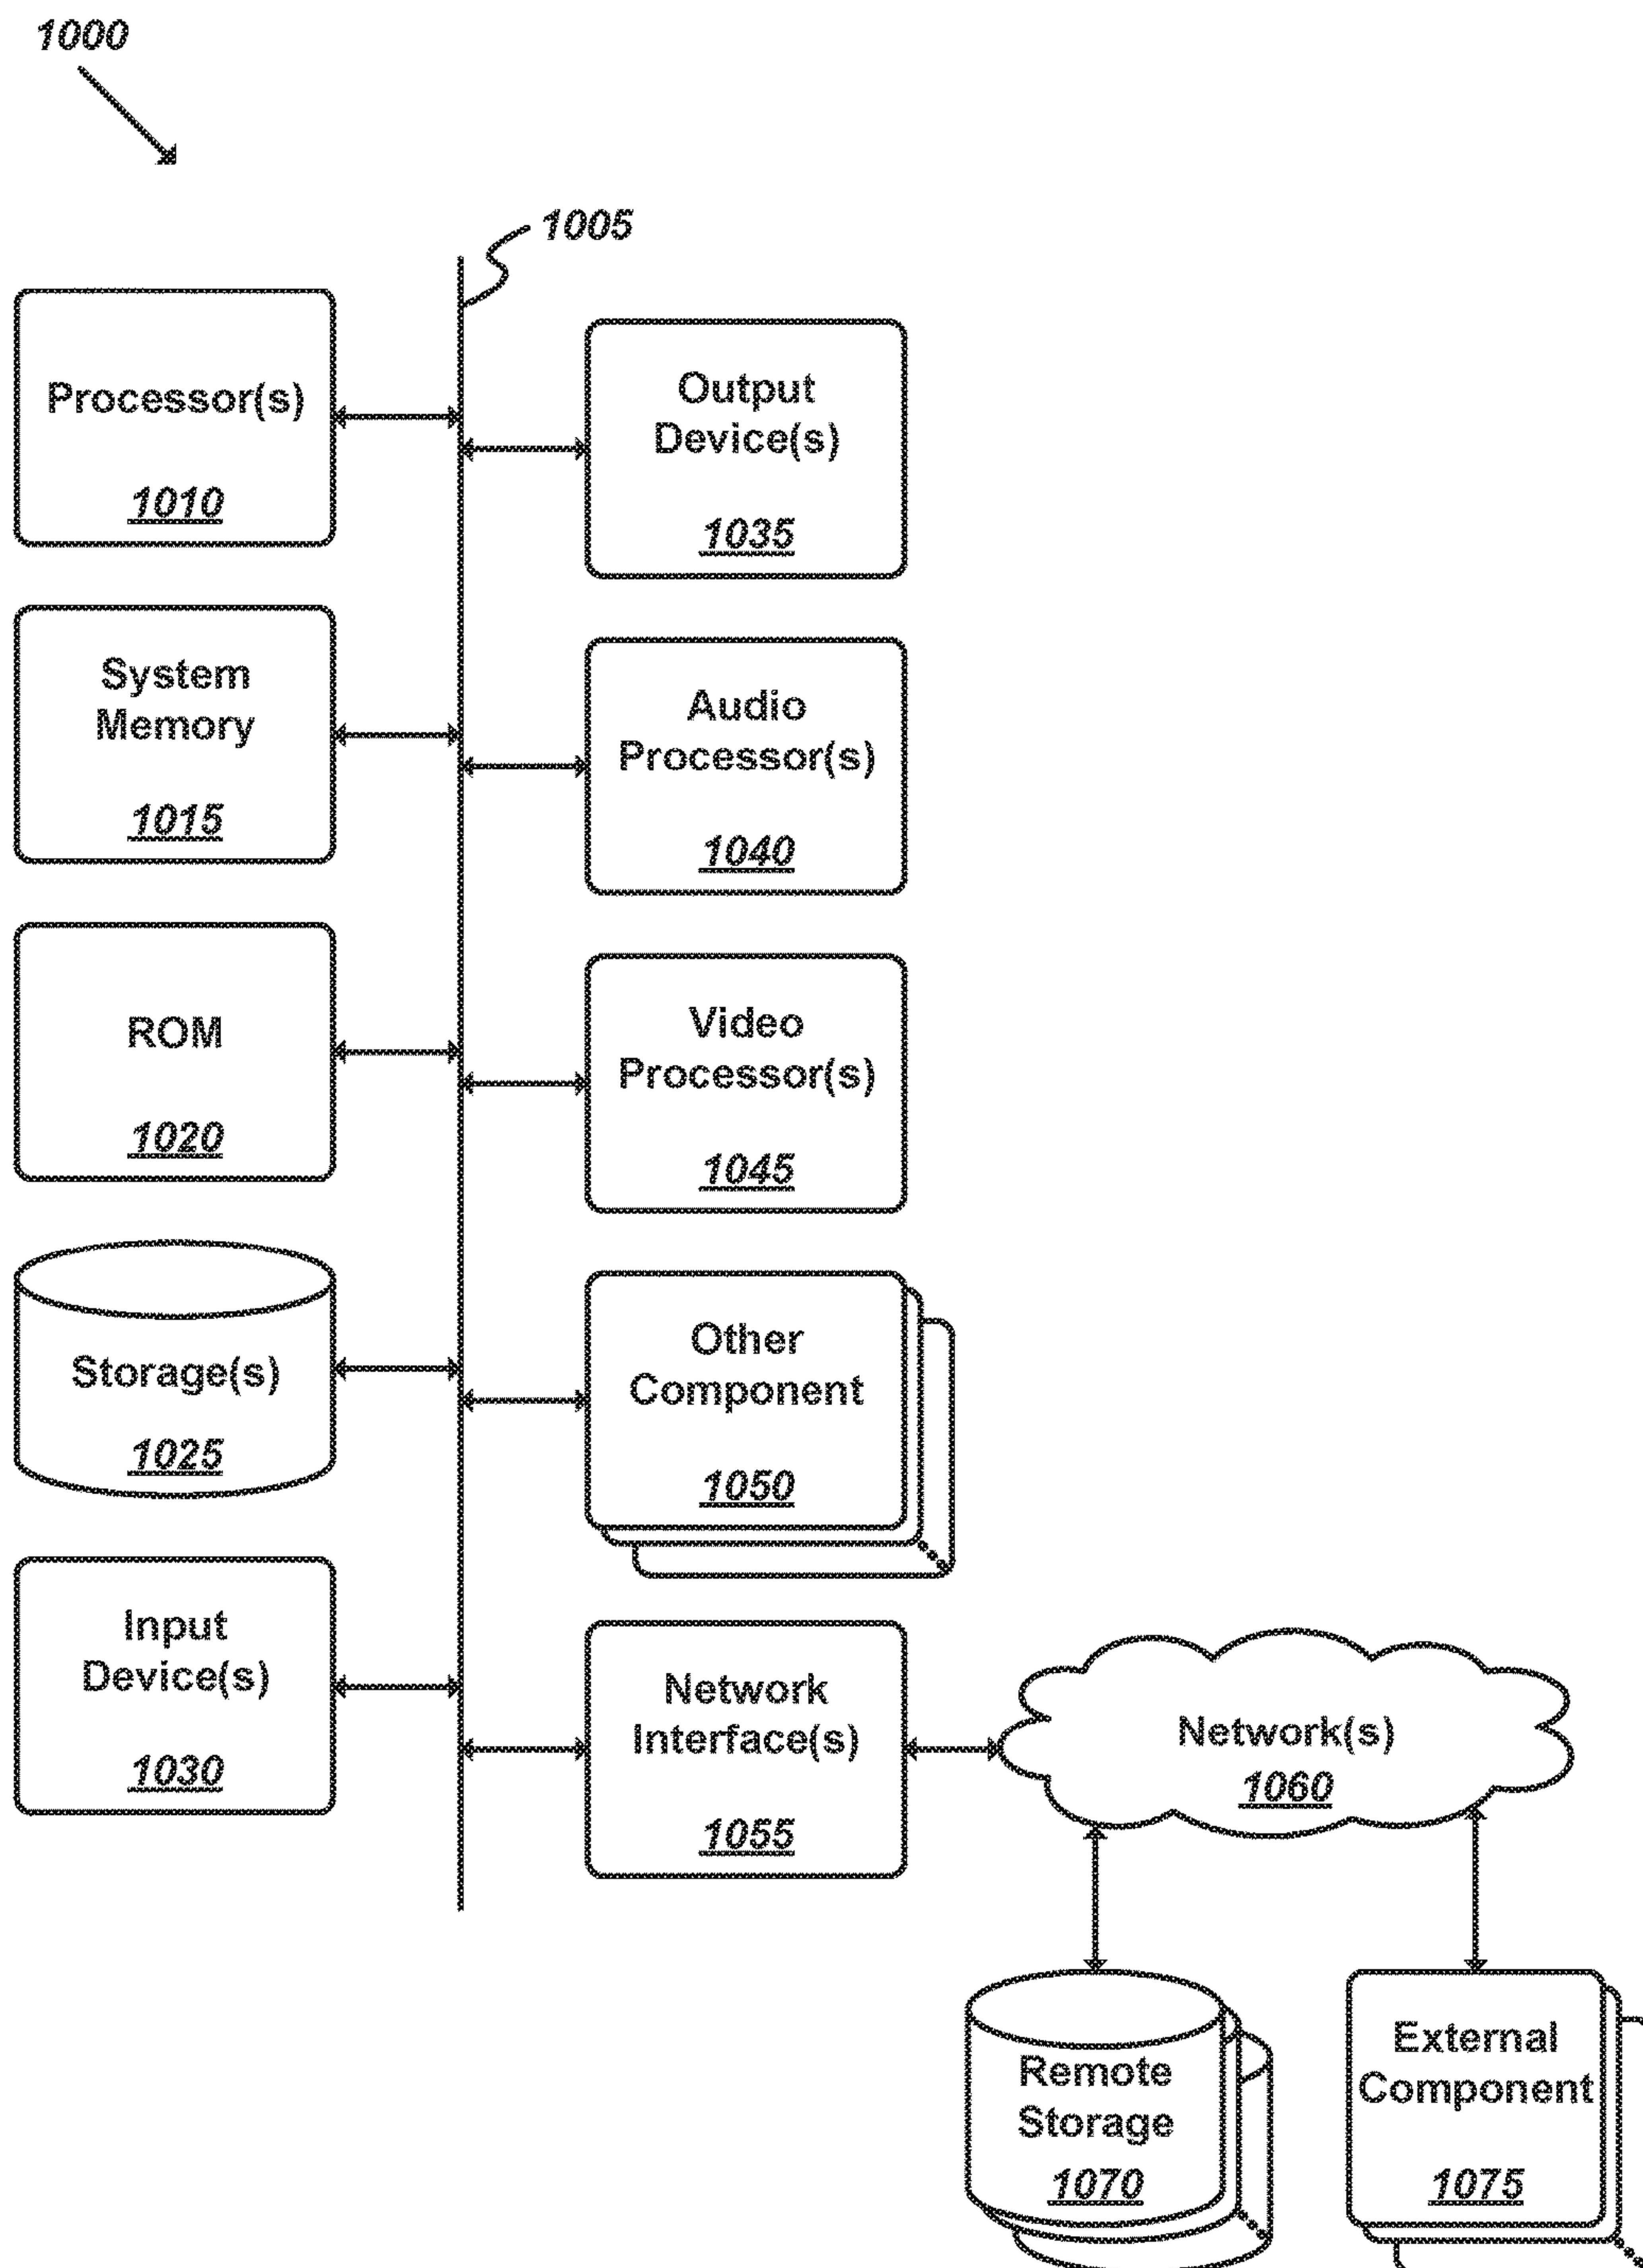 1000
1005
Processor(s)
1010
Output
Device(s)
1035
System
Memory
1015
Audio
Processor(s)
1040
ROM
1020
Video
Processor(s)
1045
Storage(s)
1025
Other
Component
1050
Input
Device(s)
1030
Network
Interface(s)
1055
Network(s)
1060
Remote
Storage
1070
External
Component
1075